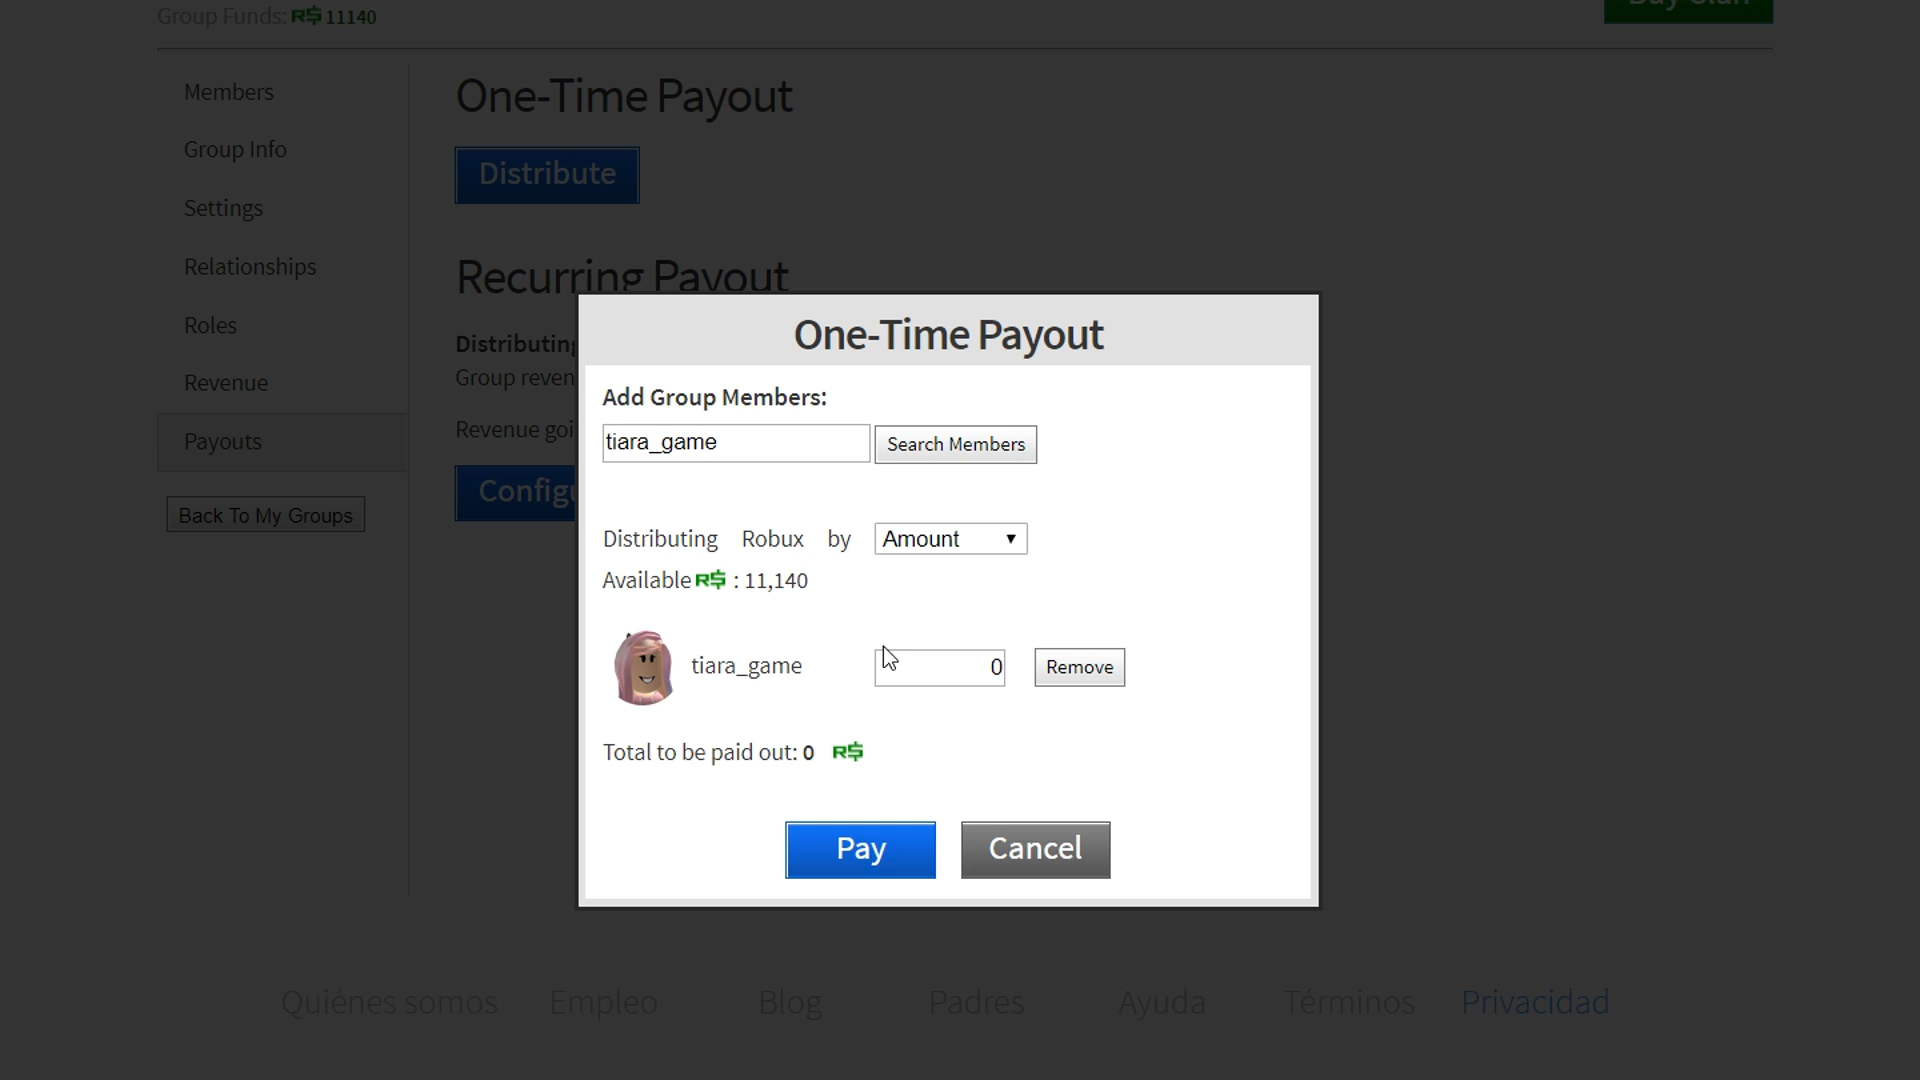 Group Funds: R$ 11140
Members
Group Info
Settings
Relationships
Roles
Revenue
Payouts
Back To My Groups
One-Time Payout
Distribute
Recurring Payout
Distributing
Group reven
Revenue goi
Configu
One-Time Payout
Add Group Members:
tiara_game
Search Members
Distributing Robux by Amount
Available R$ : 11,140
tiara_game 0 Remove
Total to be paid out: 0 R$
Pay Cancel
Quiénes somos Empleo Blog Padres Ayuda Términos Privacidad